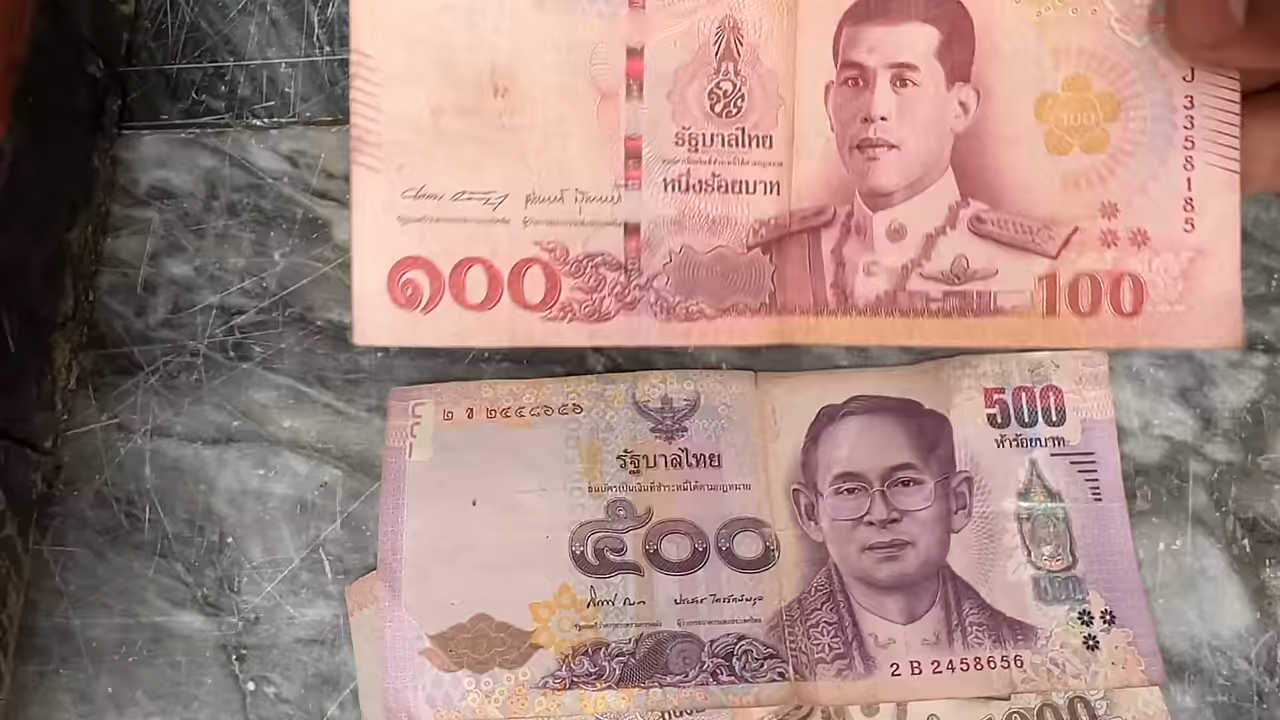 รัฐบาลไทย
หนึ่งร้อยบาท
๑๐๐
100
100
J3358185
500
ห้าร้อยบาท
๒ ข ๒๔๕๘๖๕๖
รัฐบาลไทย
ธนบัตรเป็นเงินที่ชำระหนี้ได้ตามกฎหมาย
๕๐๐
500
2 B 2458656
1000